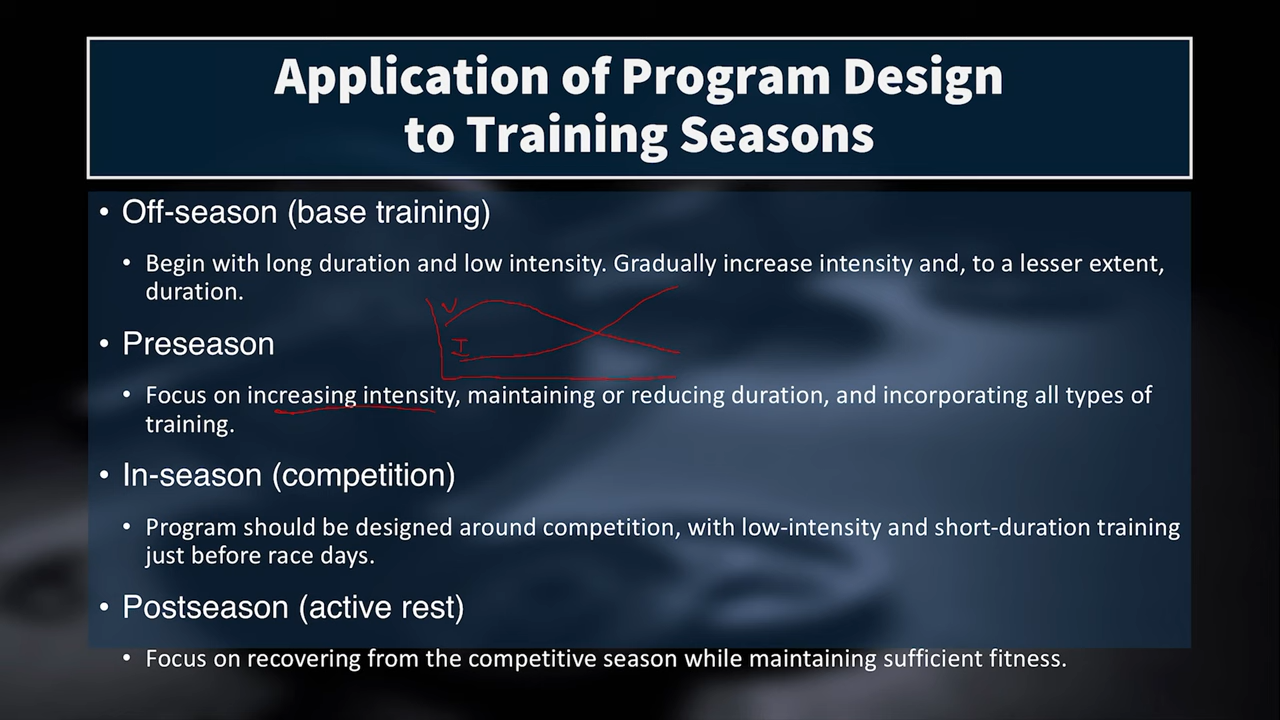 Application of Program Design
to Training Seasons
• Off-season (base training)
• Begin with long duration and low intensity. Gradually increase intensity and, to a lesser extent,
duration.
V
• Preseason
I
• Focus on increasing intensity, maintaining or reducing duration, and incorporating all types of
training.
• In-season (competition)
• Program should be designed around competition, with low-intensity and short-duration training
just before race days.
• Postseason (active rest)
• Focus on recovering from the competitive season while maintaining sufficient fitness.